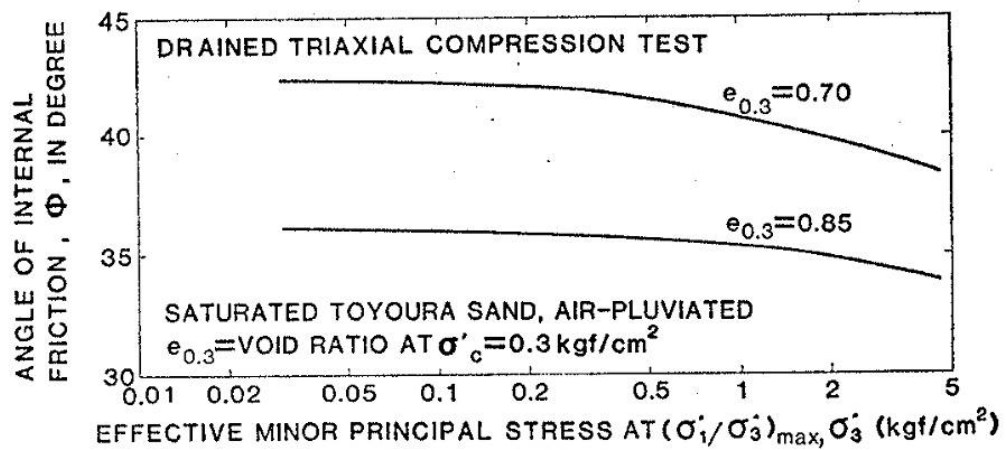 45
DRAINED TRIAXIAL COMPRESSION TEST
e0.3=0.70
40
ANGLE OF INTERNAL
FRICTION, Φ, IN DEGREE
e0.3=0.85
35
SATURATED TOYOURA SAND, AIR-PLUVIATED
e0.3=VOID RATIO AT σ'c=0.3 kgf/cm²
30
0.01 0.02 0.05 0.1 0.2 0.5 1 2 5
EFFECTIVE MINOR PRINCIPAL STRESS AT (σ1'/σ3')max, σ3' (kgf/cm²)